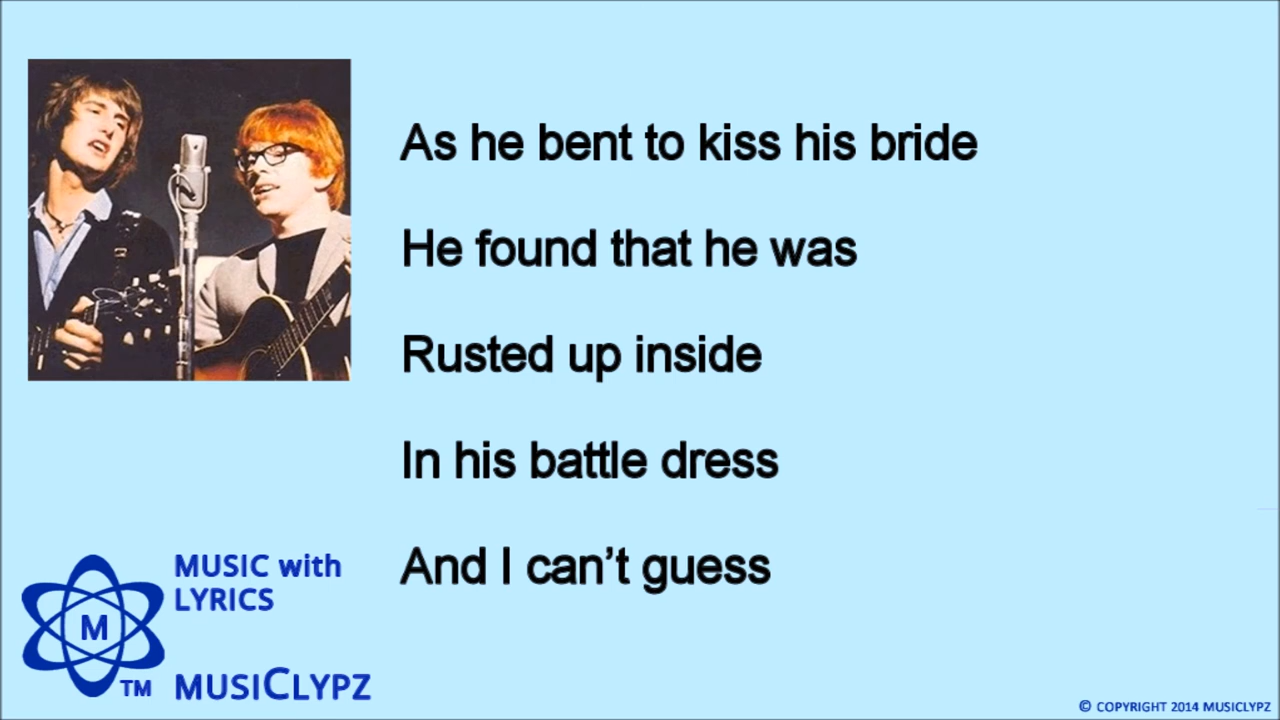 As he bent to kiss his bride
He found that he was
Rusted up inside
In his battle dress
And I can’t guess
M
TM
MUSIC with
LYRICS
MUSICLYPZ
© COPYRIGHT 2014 MUSICLYPZ